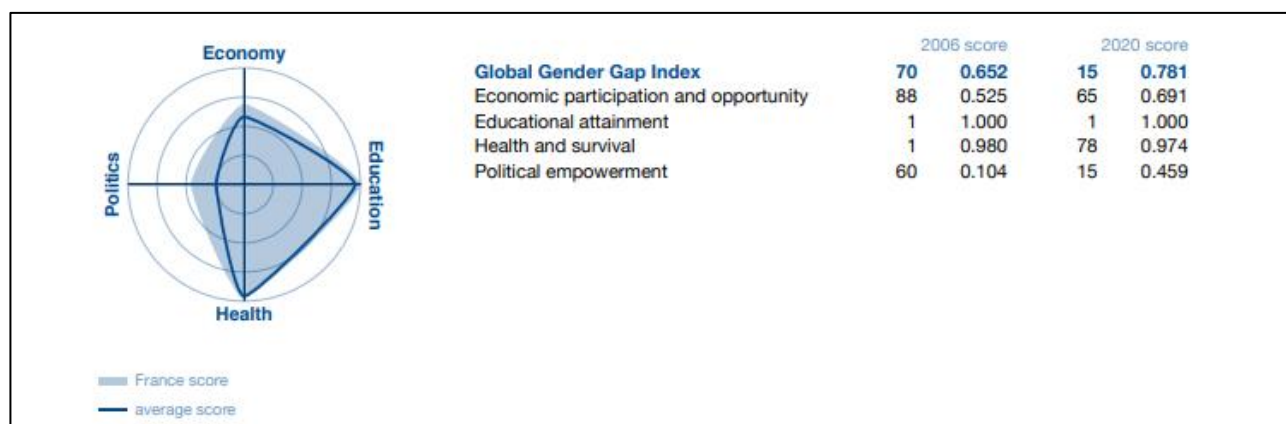 Economy
Politics
Education
Health
France score
average score
2006 score 2020 score
Global Gender Gap Index 70 0.652 15 0.781
Economic participation and opportunity 88 0.525 65 0.691
Educational attainment 1 1.000 1 1.000
Health and survival 1 0.980 78 0.974
Political empowerment 60 0.104 15 0.459